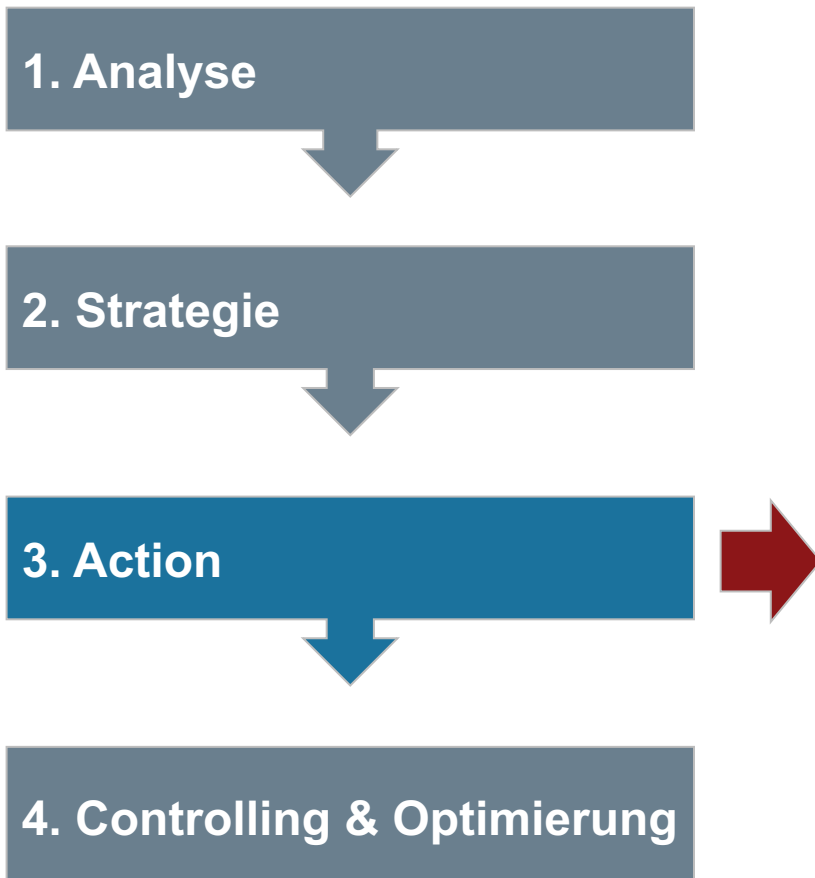 1. Analyse
2. Strategie
3. Action
4. Controlling & Optimierung